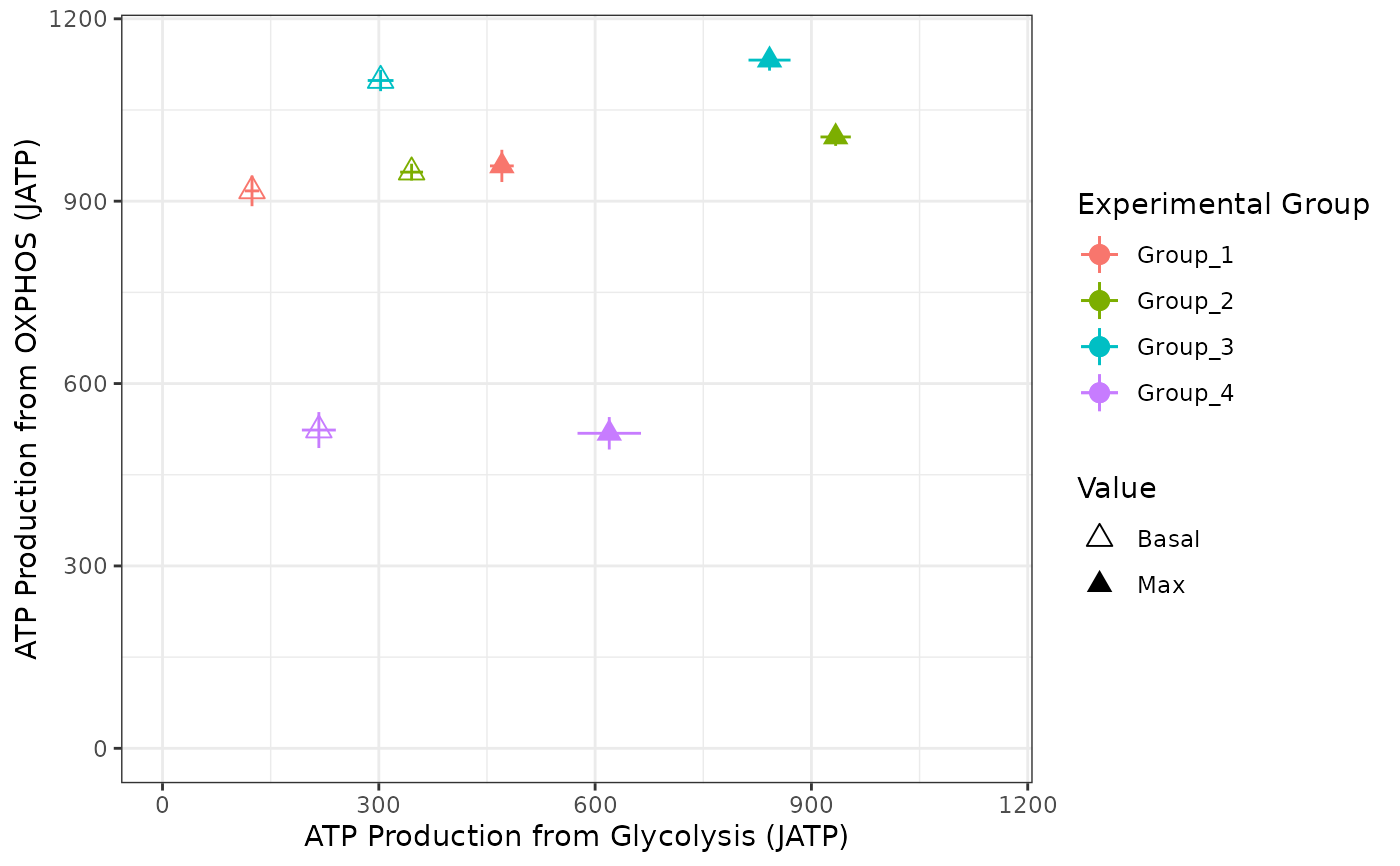 1200
900
600
300
0
ATP Production from OXPHOS (JATP)
0 300 600 900 1200
ATP Production from Glycolysis (JATP)
Experimental Group
Group_1
Group_2
Group_3
Group_4
Value
Basal
Max